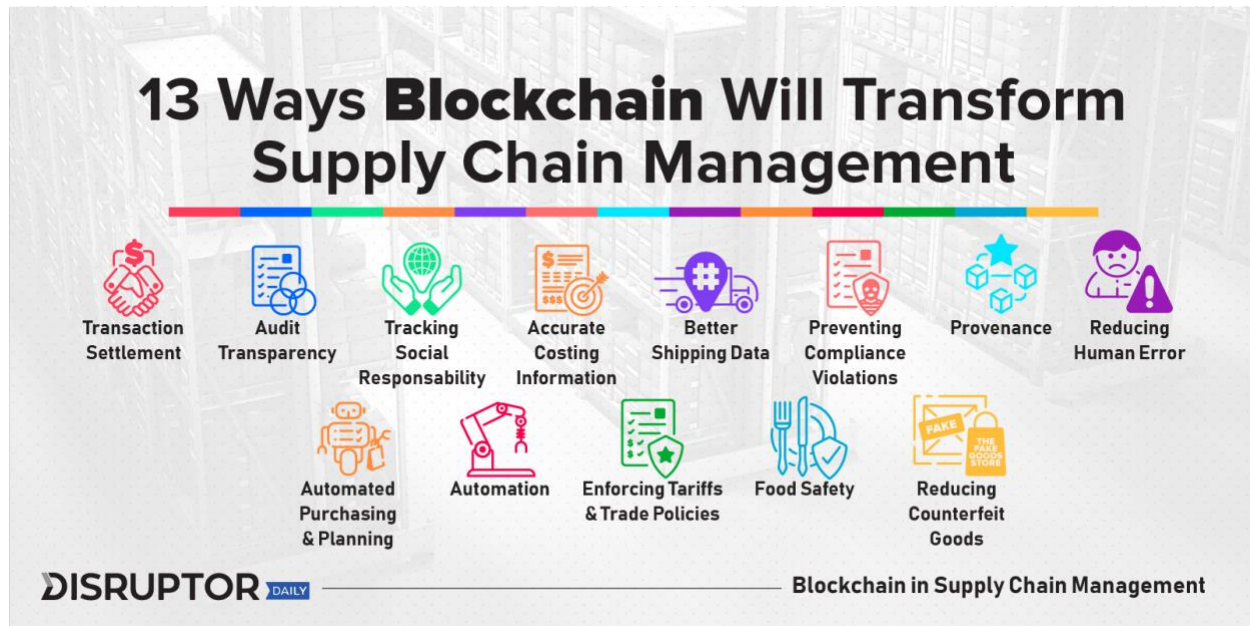 13 Ways Blockchain Will Transform
Supply Chain Management
$
#
$
$$$
Transaction
Settlement
Audit
Transparency
Tracking
Social
Responsability
Accurate
Costing
Information
Better
Shipping Data
Preventing
Compliance
Violations
Provenance
!
Reducing
Human Error
Automated
Purchasing
& Planning
Automation
$
$
Enforcing Tariffs
& Trade Policies
Food Safety
FAKE
THE
FAKE
GOODS
STORE
Reducing
Counterfeit
Goods
DISRUPTOR DAILY
Blockchain in Supply Chain Management